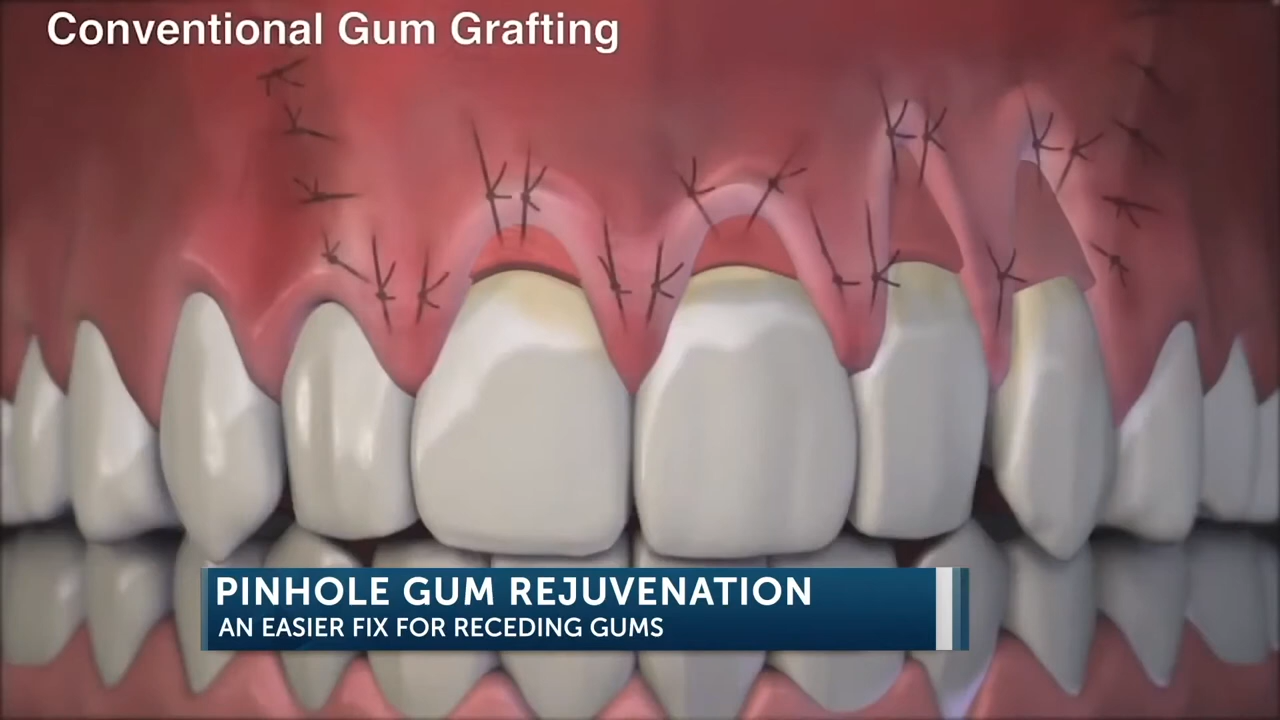 Conventional Gum Grafting
PINHOLE GUM REJUVENATION
AN EASIER FIX FOR RECEDING GUMS